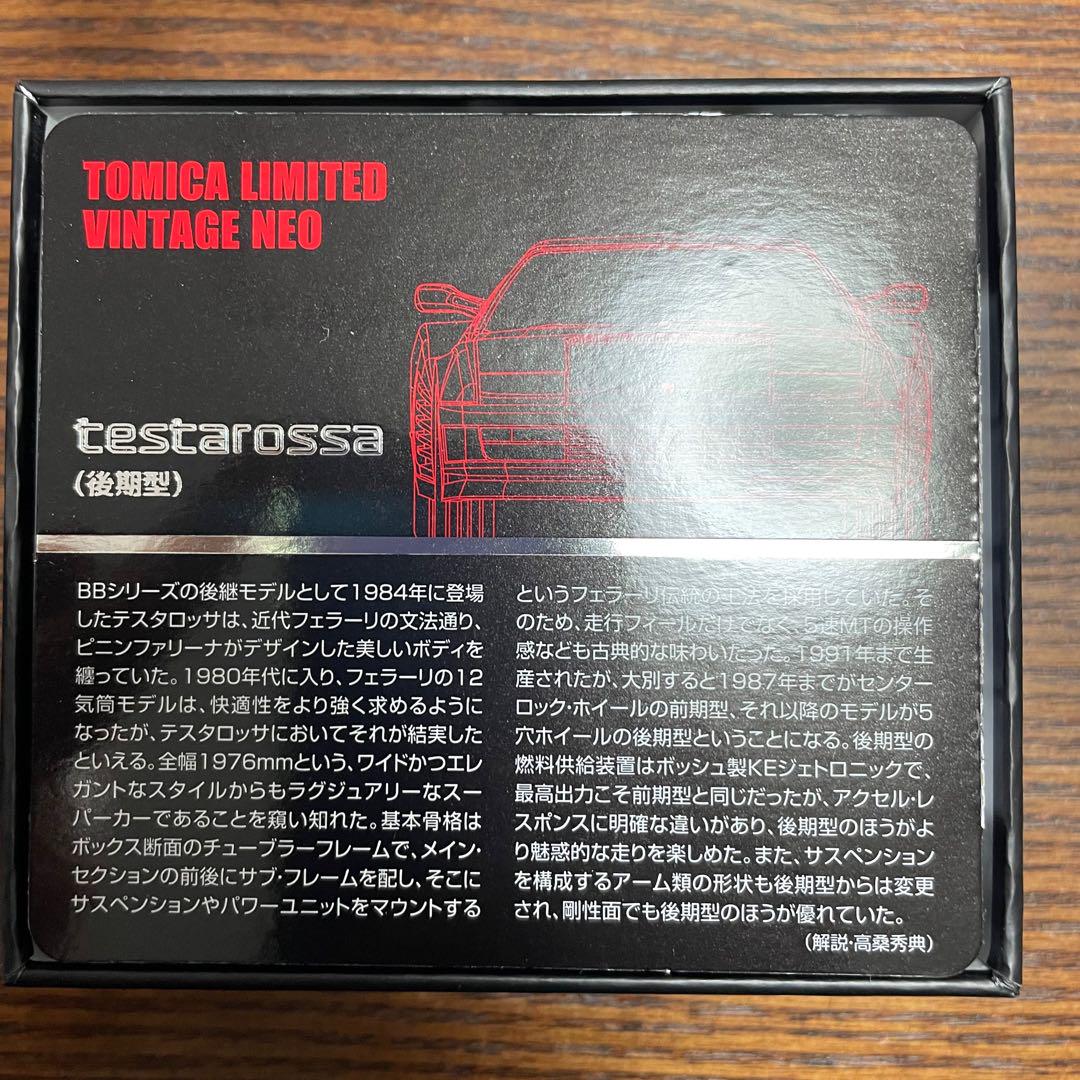 TOMICA LIMITED
VINTAGE NEO
testarossa
(後期型)
BBシリーズの後継モデルとして1984年に登場
したテスタロッサは、近代フェラーリの文法通り、
ピニンファリーナがデザインした美しいボディを
纏っていた。1980年代に入り、フェラーリの12
気筒モデルは、快適性をより強く求めるように
なったが、テスタロッサにおいてそれが結実した
といえる。全幅1976mmという、ワイドかつエレ
ガントなスタイルからもラグジュアリーなスー
パーカーであることを窺い知れた。基本骨格は
ボックス断面のチューブラーフレームで、メイン・
セクションの前後にサブ・フレームを配し、そこに
サスペンションやパワーユニットをマウントする
というフェラーリ伝統の手法を採用していた。そ
のため、走行フィールだけでなく、5速MTの操作
感なども古典的な味わいだった。1991年まで生
産されたが、大別すると1987年までがセンター
ロック・ホイールの前期型、それ以降のモデルが5
穴ホイールの後期型ということになる。後期型の
燃料供給装置はボッシュ製KEジェトロニックで、
最高出力こそ前期型と同じだったが、アクセル・レ
スポンスに明確な違いがあり、後期型のほうがよ
り魅惑的な走りを楽しめた。また、サスペンション
を構成するアーム類の形状も後期型からは変更
され、剛性面でも後期型のほうが優れていた。
(解説・高桑秀典)